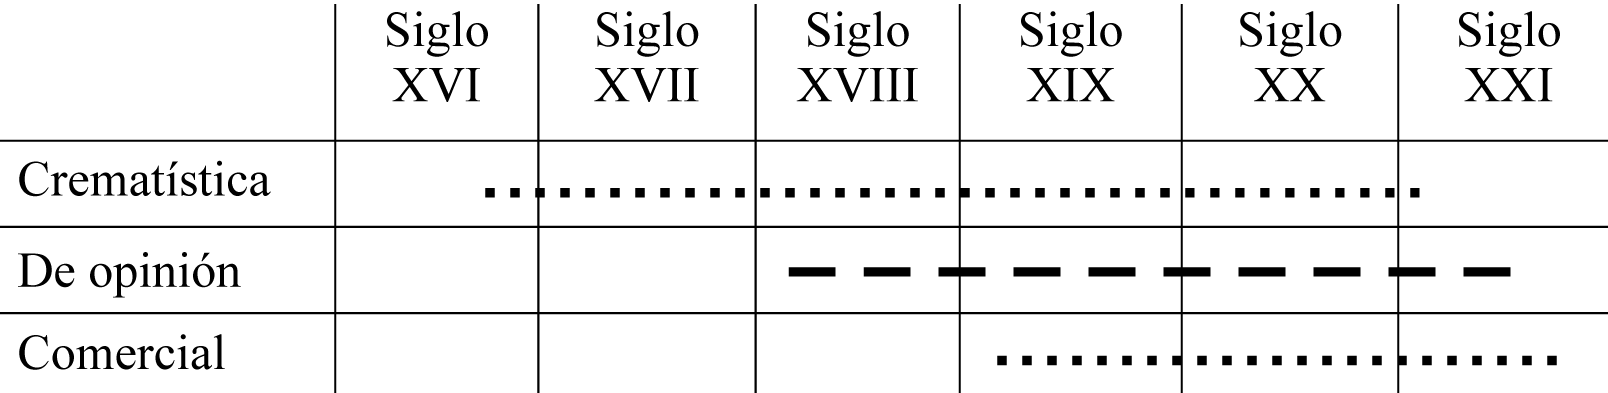 Siglo Siglo Siglo Siglo Siglo Siglo
XVI XVII XVIII XIX XX XXI
Crematística
De opinión
Comercial